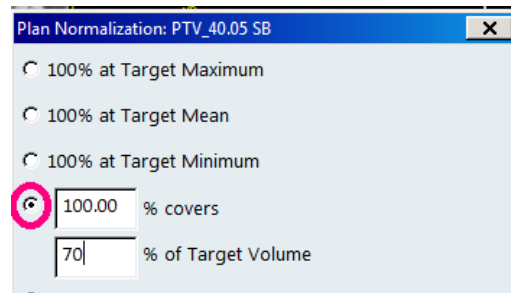 Plan Normalization: PTV_40.05 SB
100% at Target Maximum
100% at Target Mean
100% at Target Minimum
100.00 % covers
70 % of Target Volume